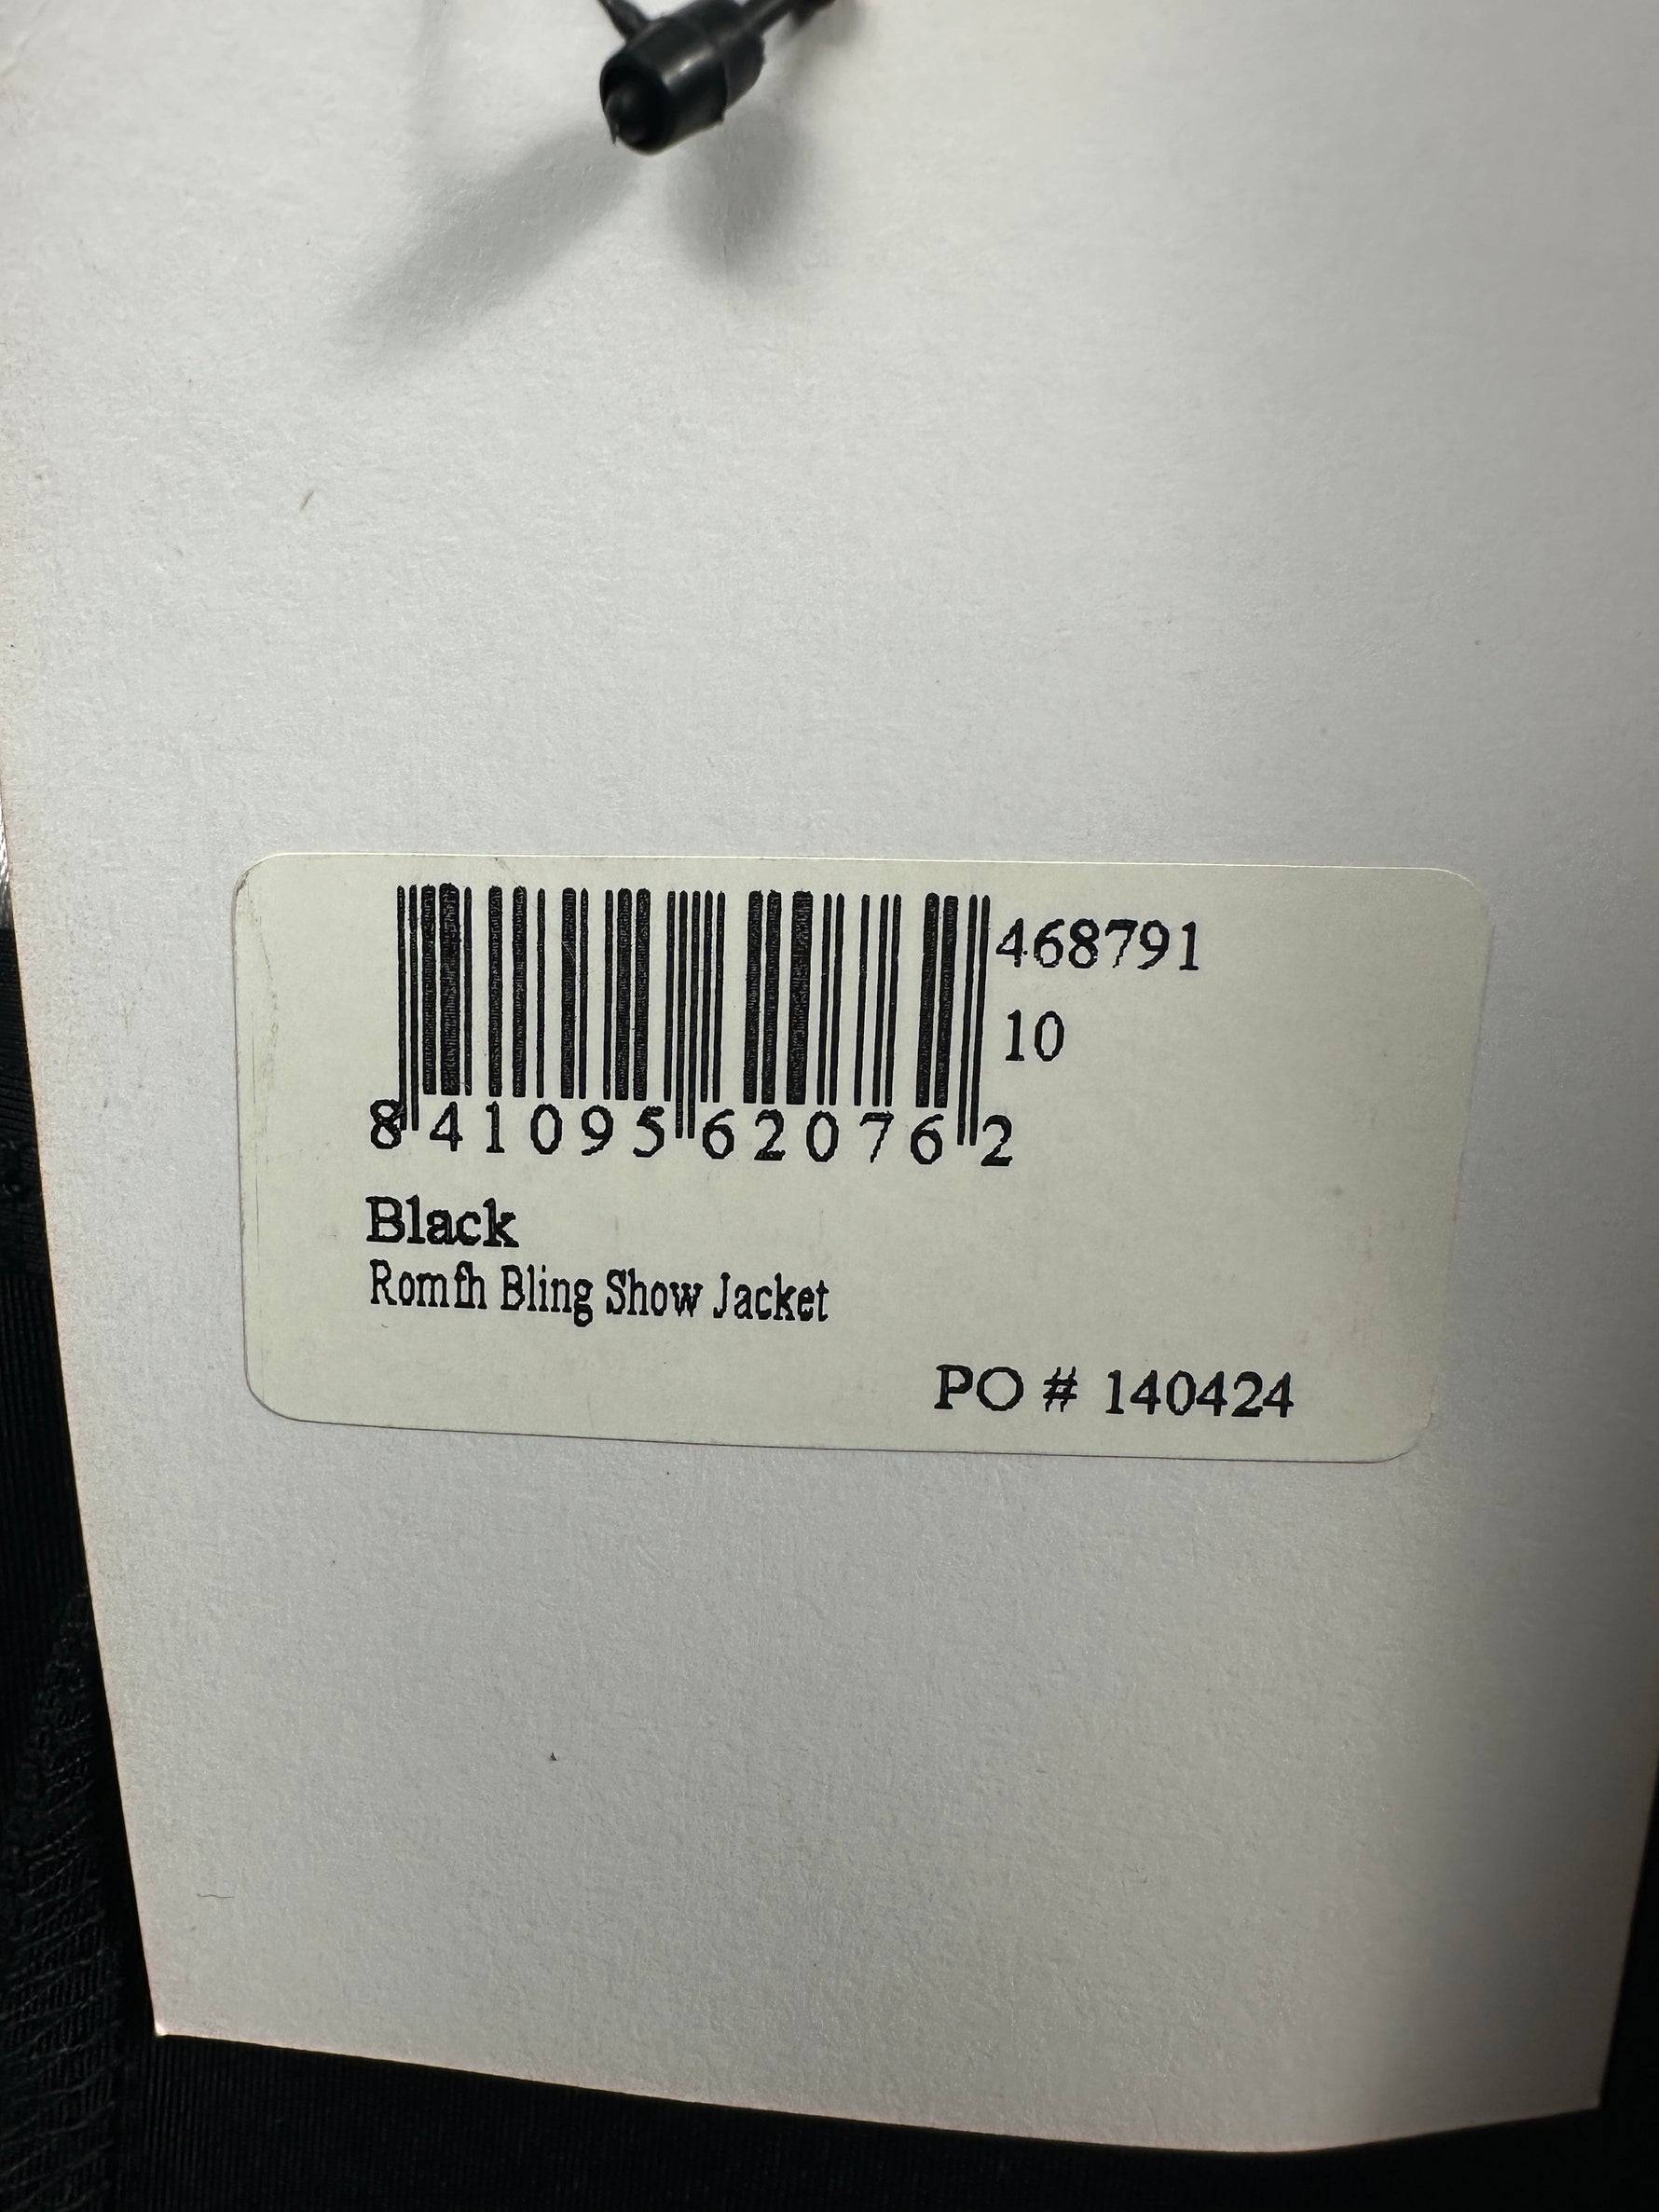 468791
10
8 41095 62076 2
Black
Romfh Bling Show Jacket
PO # 140424